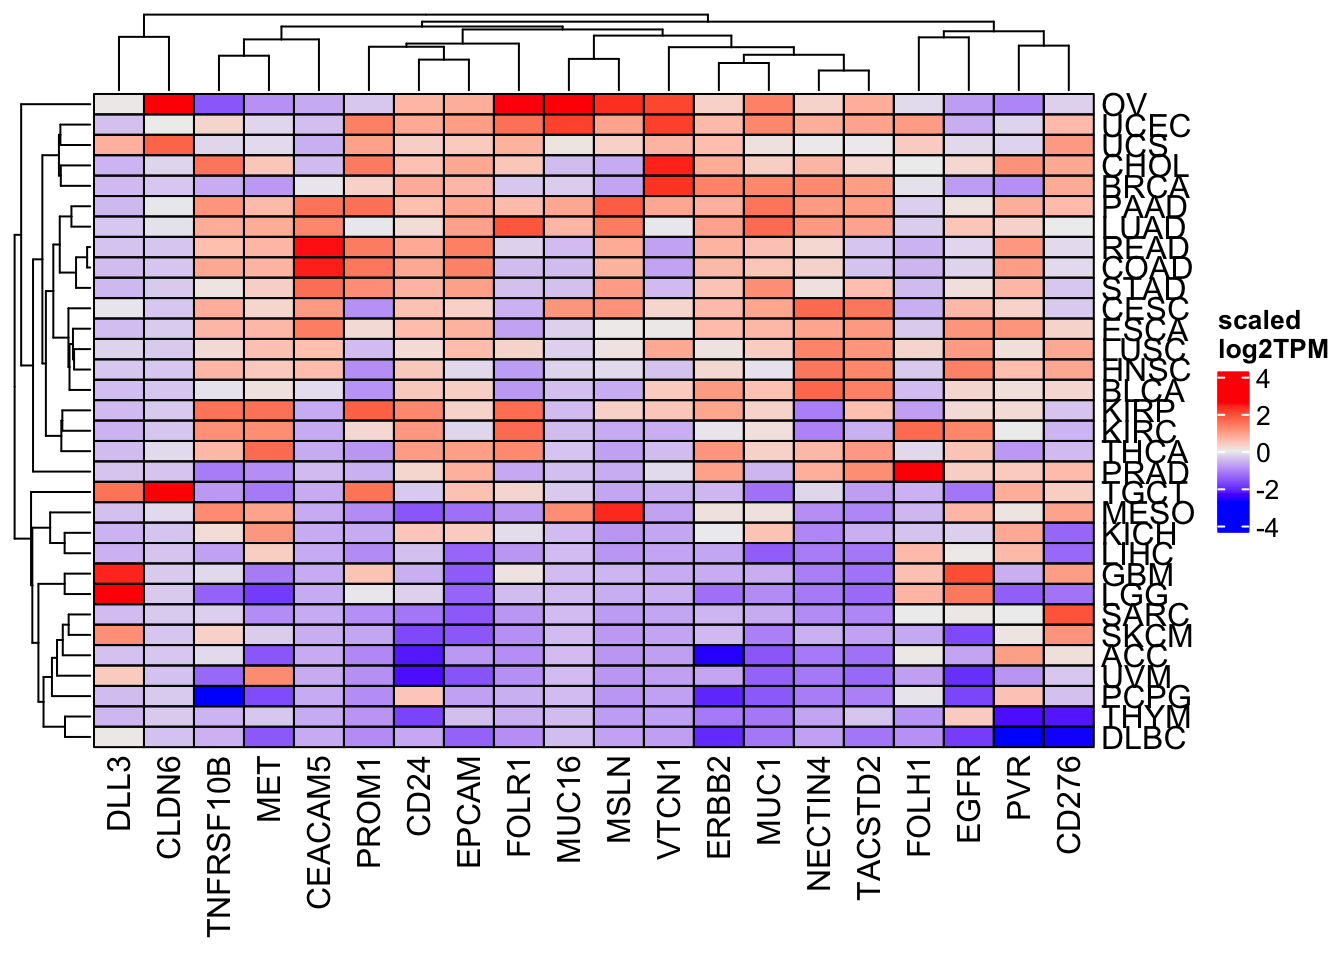 OV
UCEC
UCS
CHOL
BRCA
PAAD
LUAD
READ
COAD
STAD
CESC
ESCA
LUSC
HNSC
BLCA
KIRP
KIRC
THCA
PRAD
TGCT
MESO
KICH
LIHC
GBM
LGG
SARC
SKCM
ACC
UVM
PCPG
THYM
DLBC
scaled
log2TPM
4
2
0
-2
-4
DLL3
CLDN6
TNFRSF10B
MET
CEACAM5
PROM1
CD24
EPCAM
FOLR1
MUC16
MSLN
VTCN1
ERBB2
MUC1
NECTIN4
TACSTD2
FOLH1
EGFR
PVR
CD276